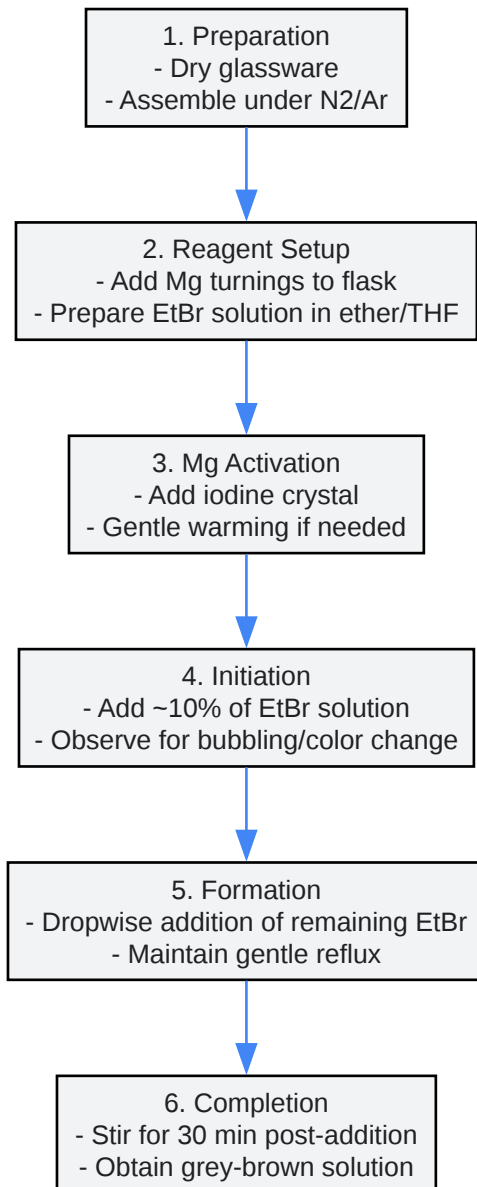 1. Preparation
- Dry glassware
- Assemble under N2/Ar
2. Reagent Setup
- Add Mg turnings to flask
- Prepare EtBr solution in ether/THF
3. Mg Activation
- Add iodine crystal
- Gentle warming if needed
4. Initiation
- Add ~10% of EtBr solution
- Observe for bubbling/color change
5. Formation
- Dropwise addition of remaining EtBr
- Maintain gentle reflux
6. Completion
- Stir for 30 min post-addition
- Obtain grey-brown solution